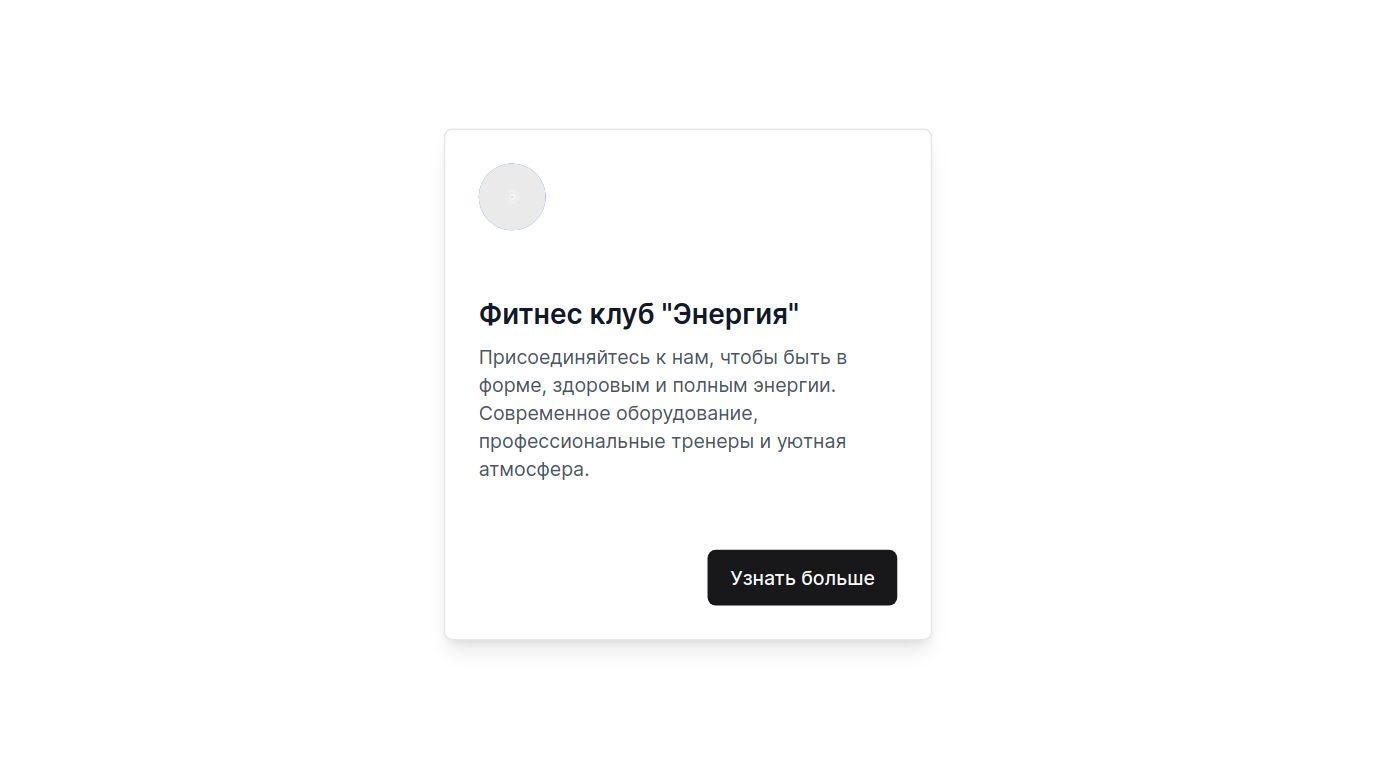 Фитнес клуб "Энергия"
Присоединяйтесь к нам, чтобы быть в
форме, здоровым и полным энергии.
Современное оборудование,
профессиональные тренеры и уютная
атмосфера.
Узнать больше